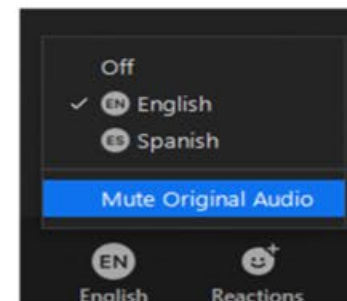 Off
EN English
ES Spanish
Mute Original Audio
EN
English Reactions